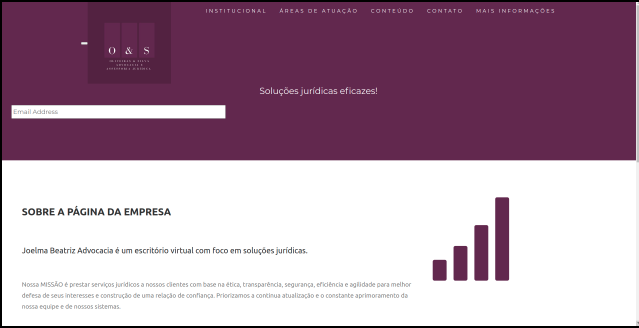 INSTITUCIONAL ÁREAS DE ATUAÇÃO CONTEÚDO CONTATO MAIS INFORMAÇÕES
O & S
ADVOCACIA E
Soluções jurídicas eficazes!
Email Address
SOBRE A PÁGINA DA EMPRESA
Joelma Beatriz Advocacia é um escritório virtual com foco em soluções jurídicas.
Nossa MISSÃO é prestar serviços jurídicos a nossos clientes com base na ética, transparência, segurança, eficiência e agilidade para melhor
defesa de seus interesses e construção de uma relação de confiança. Priorizamos a contínua atualização e o constante aprimoramento da
nossa equipe e de nossos sistemas.